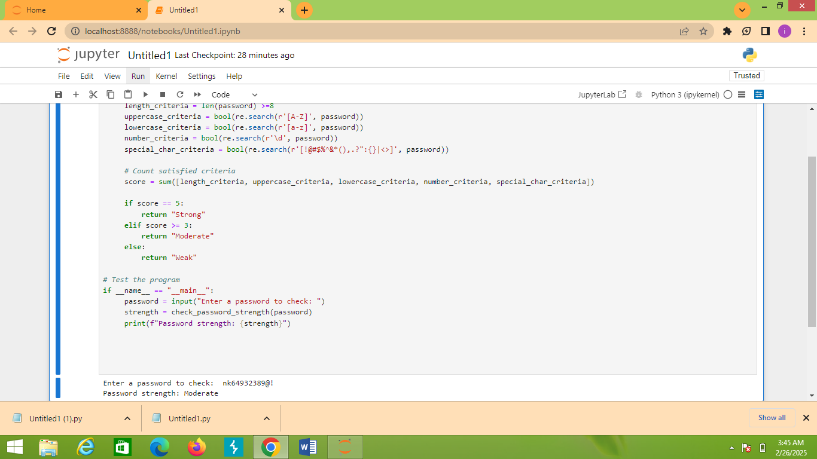 Home
Untitled1
localhost:8888/notebooks/Untitled1.ipynb
i
jupyter Untitled1 Last Checkpoint: 28 minutes ago
File Edit View Run Kernel Settings Help
Trusted
Code
JupyterLab
Python 3 (ipykernel)
length_criteria = len(password) >=8
uppercase_criteria = bool(re.search(r'[A-Z]', password))
lowercase_criteria = bool(re.search(r'[a-z]', password))
number_criteria = bool(re.search(r'\d', password))
special_char_criteria = bool(re.search(r'[!@#$%^&*(),.?":{}|<>]', password))
# Count satisfied criteria
score = sum([length_criteria, uppercase_criteria, lowercase_criteria, number_criteria, special_char_criteria])
if score == 5:
return "Strong"
elif score >= 3:
return "Moderate"
else:
return "Weak"
# Test the program
if __name__ == "__main__":
password = input("Enter a password to check: ")
strength = check_password_strength(password)
print(f"Password strength: {strength}")
Enter a password to check: nk64932389@!
Password strength: Moderate
Untitled1 (1).py
Untitled1.py
Show all
3:45 AM
2/26/2025